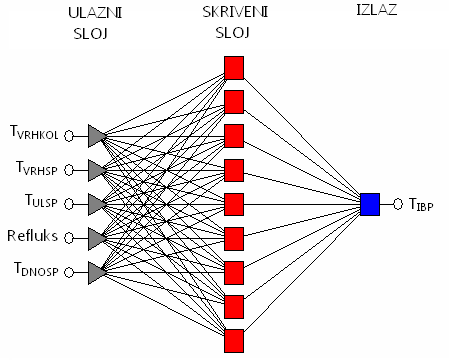 ULAZNI SLOJ
SKRIVENI SLOJ
IZLAZ
TVRHKOL
TVRHSP
TULSP
Refluks
TDNOSP
TIBP